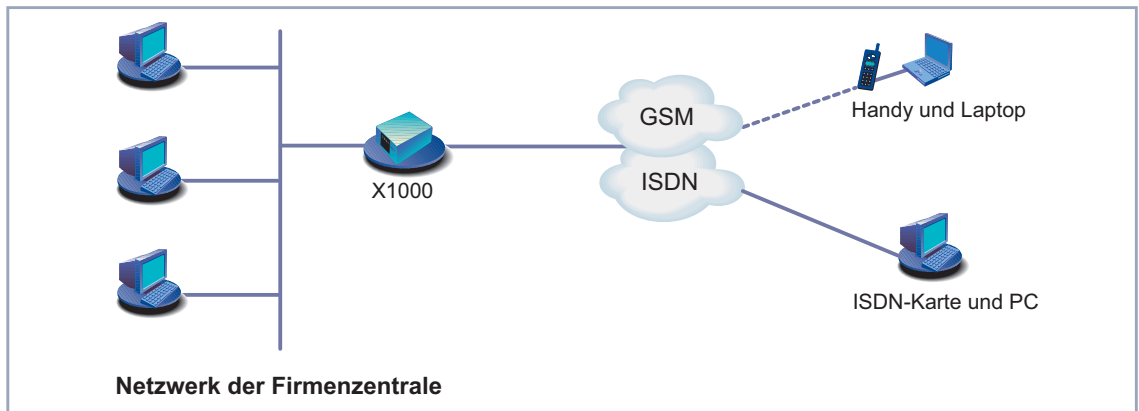 GSM
Handy und Laptop
X1000
ISDN
ISDN-Karte und PC
Netzwerk der Firmenzentrale